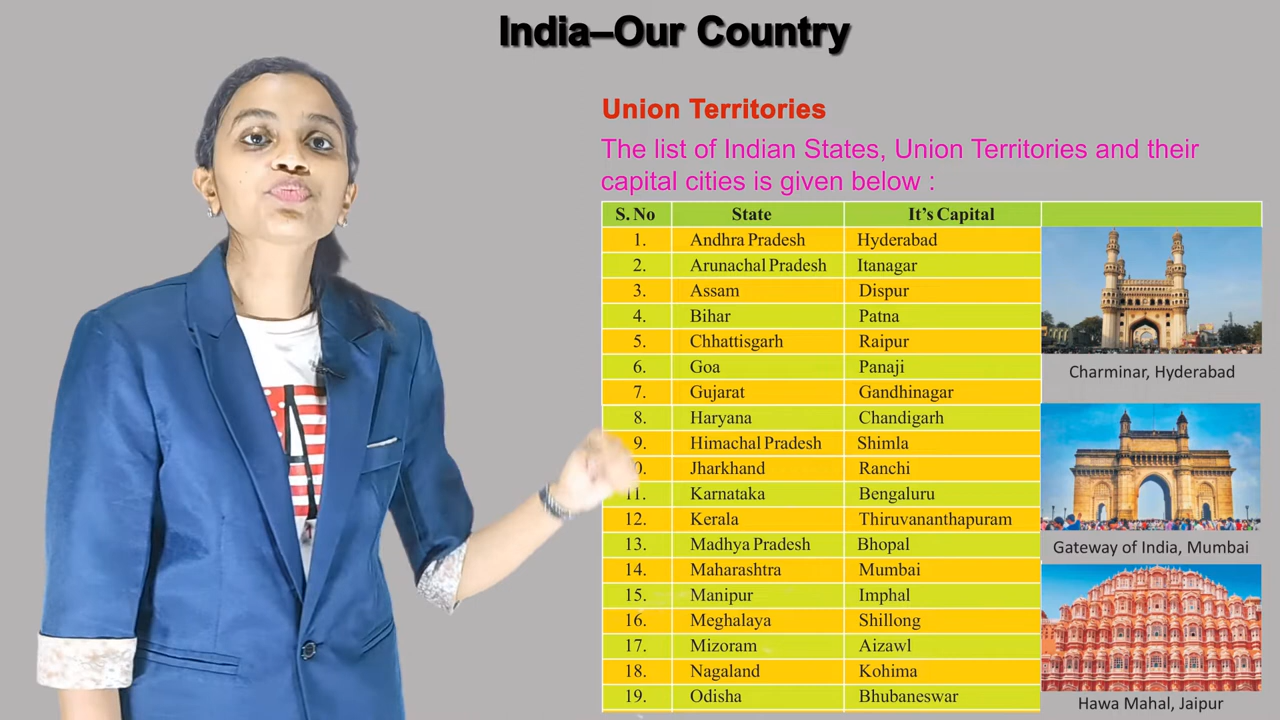 India–Our Country
Union Territories
The list of Indian States, Union Territories and their
capital cities is given below :
S. No State It's Capital
1. Andhra Pradesh Hyderabad
2. Arunachal Pradesh Itanagar
3. Assam Dispur
4. Bihar Patna
5. Chhattisgarh Raipur
6. Goa Panaji
7. Gujarat Gandhinagar
8. Haryana Chandigarh
9. Himachal Pradesh Shimla
0. Jharkhand Ranchi
11. Karnataka Bengaluru
12. Kerala Thiruvananthapuram
13. Madhya Pradesh Bhopal
14. Maharashtra Mumbai
15. Manipur Imphal
16. Meghalaya Shillong
17. Mizoram Aizawl
18. Nagaland Kohima
19. Odisha Bhubaneswar
Charminar, Hyderabad
Gateway of India, Mumbai
Hawa Mahal, Jaipur